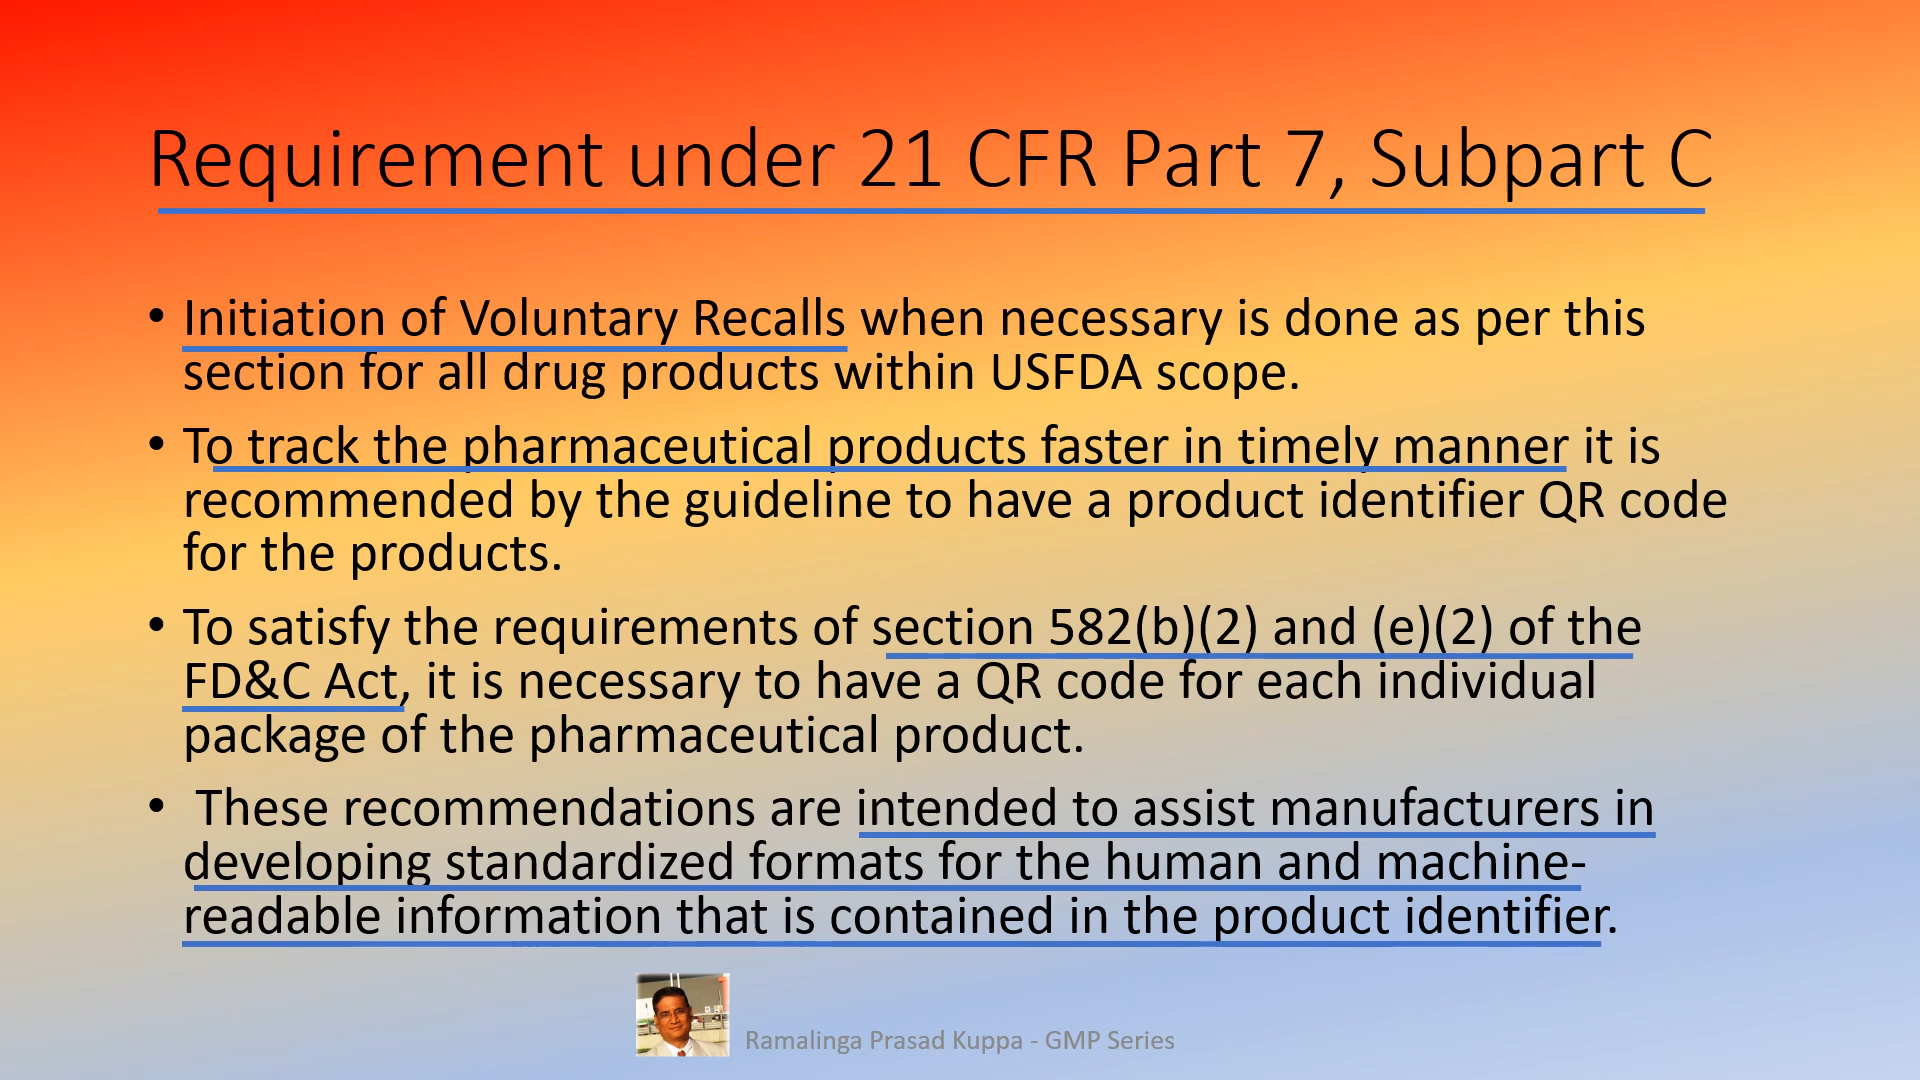 Requirement under 21 CFR Part 7, Subpart C
• Initiation of Voluntary Recalls when necessary is done as per this
section for all drug products within USFDA scope.
• To track the pharmaceutical products faster in timely manner it is
recommended by the guideline to have a product identifier QR code
for the products.
• To satisfy the requirements of section 582(b)(2) and (e)(2) of the
FD&C Act, it is necessary to have a QR code for each individual
package of the pharmaceutical product.
• These recommendations are intended to assist manufacturers in
developing standardized formats for the human and machine-
readable information that is contained in the product identifier.
Ramalinga Prasad Kuppa - GMP Series